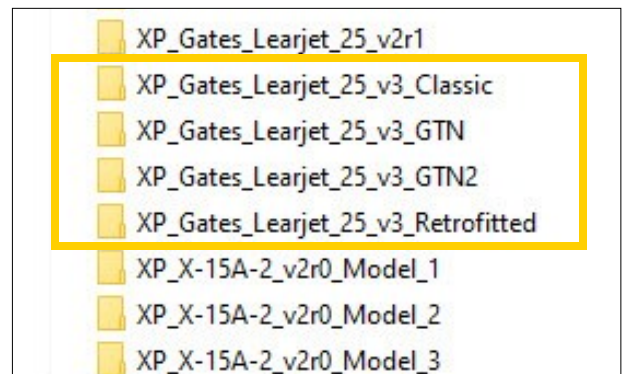 XP_Gates_Learjet_25_v2r1
XP_Gates_Learjet_25_v3_Classic
XP_Gates_Learjet_25_v3_GTN
XP_Gates_Learjet_25_v3_GTN2
XP_Gates_Learjet_25_v3_Retrofitted
XP_X-15A-2_v2r0_Model_1
XP_X-15A-2_v2r0_Model_2
XP_X-15A-2_v2r0_Model_3